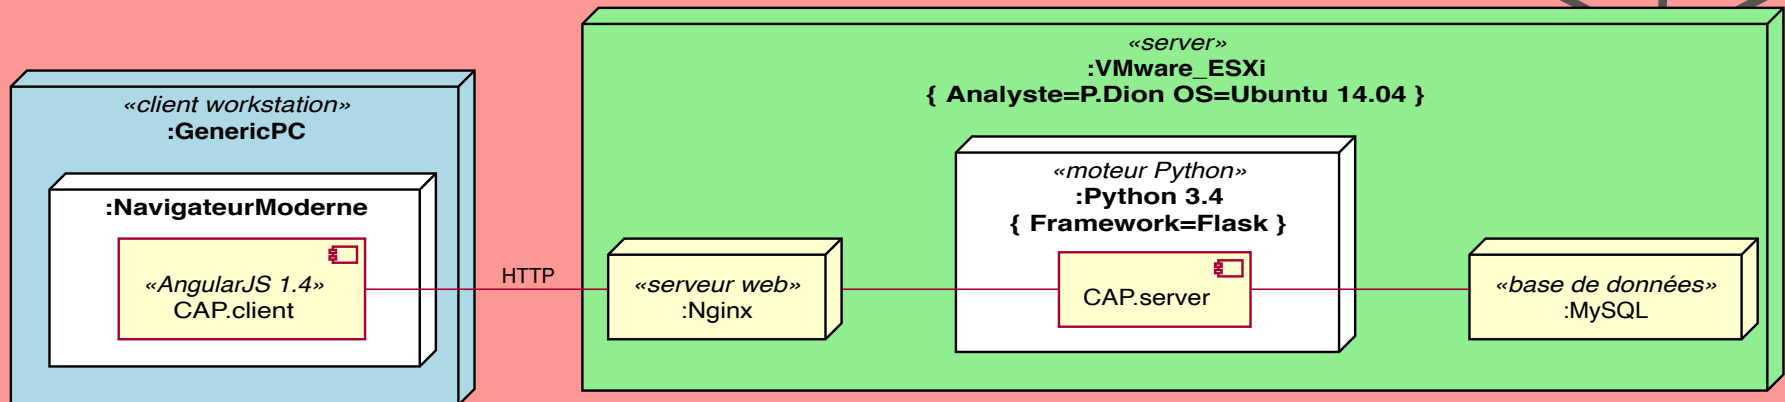 «client workstation»
:GenericPC
:NavigateurModerne
«AngularJS 1.4»
CAP.client
HTTP
«server»
:VMware_ESXi
{ Analyste=P.Dion OS=Ubuntu 14.04 }
«serveur web»
:Nginx
«moteur Python»
:Python 3.4
{ Framework=Flask }
CAP.server
«base de données»
:MySQL